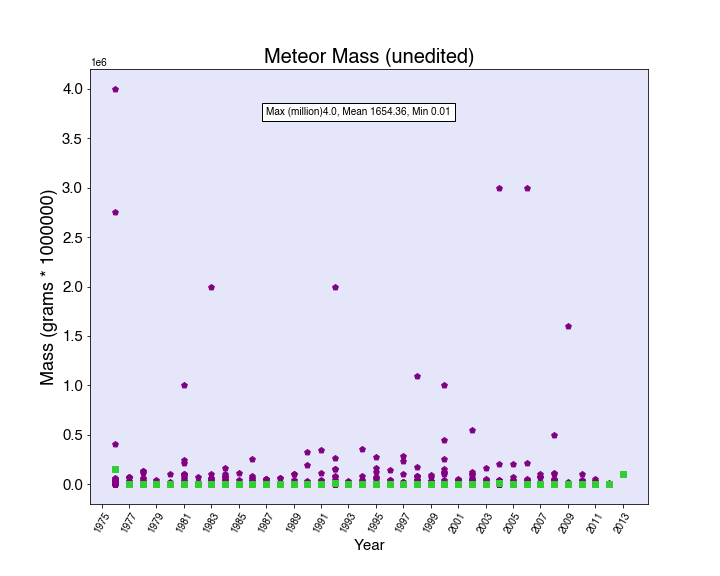 Meteor Mass (unedited)
1e6
Max (million)4.0, Mean 1654.36, Min 0.01
4.0
3.5
3.0
2.5
2.0
1.5
1.0
0.5
0.0
Mass (grams * 1000000)
1975 1977 1979 1981 1983 1985 1987 1989 1991 1993 1995 1997 1999 2001 2003 2005 2007 2009 2011 2013
Year